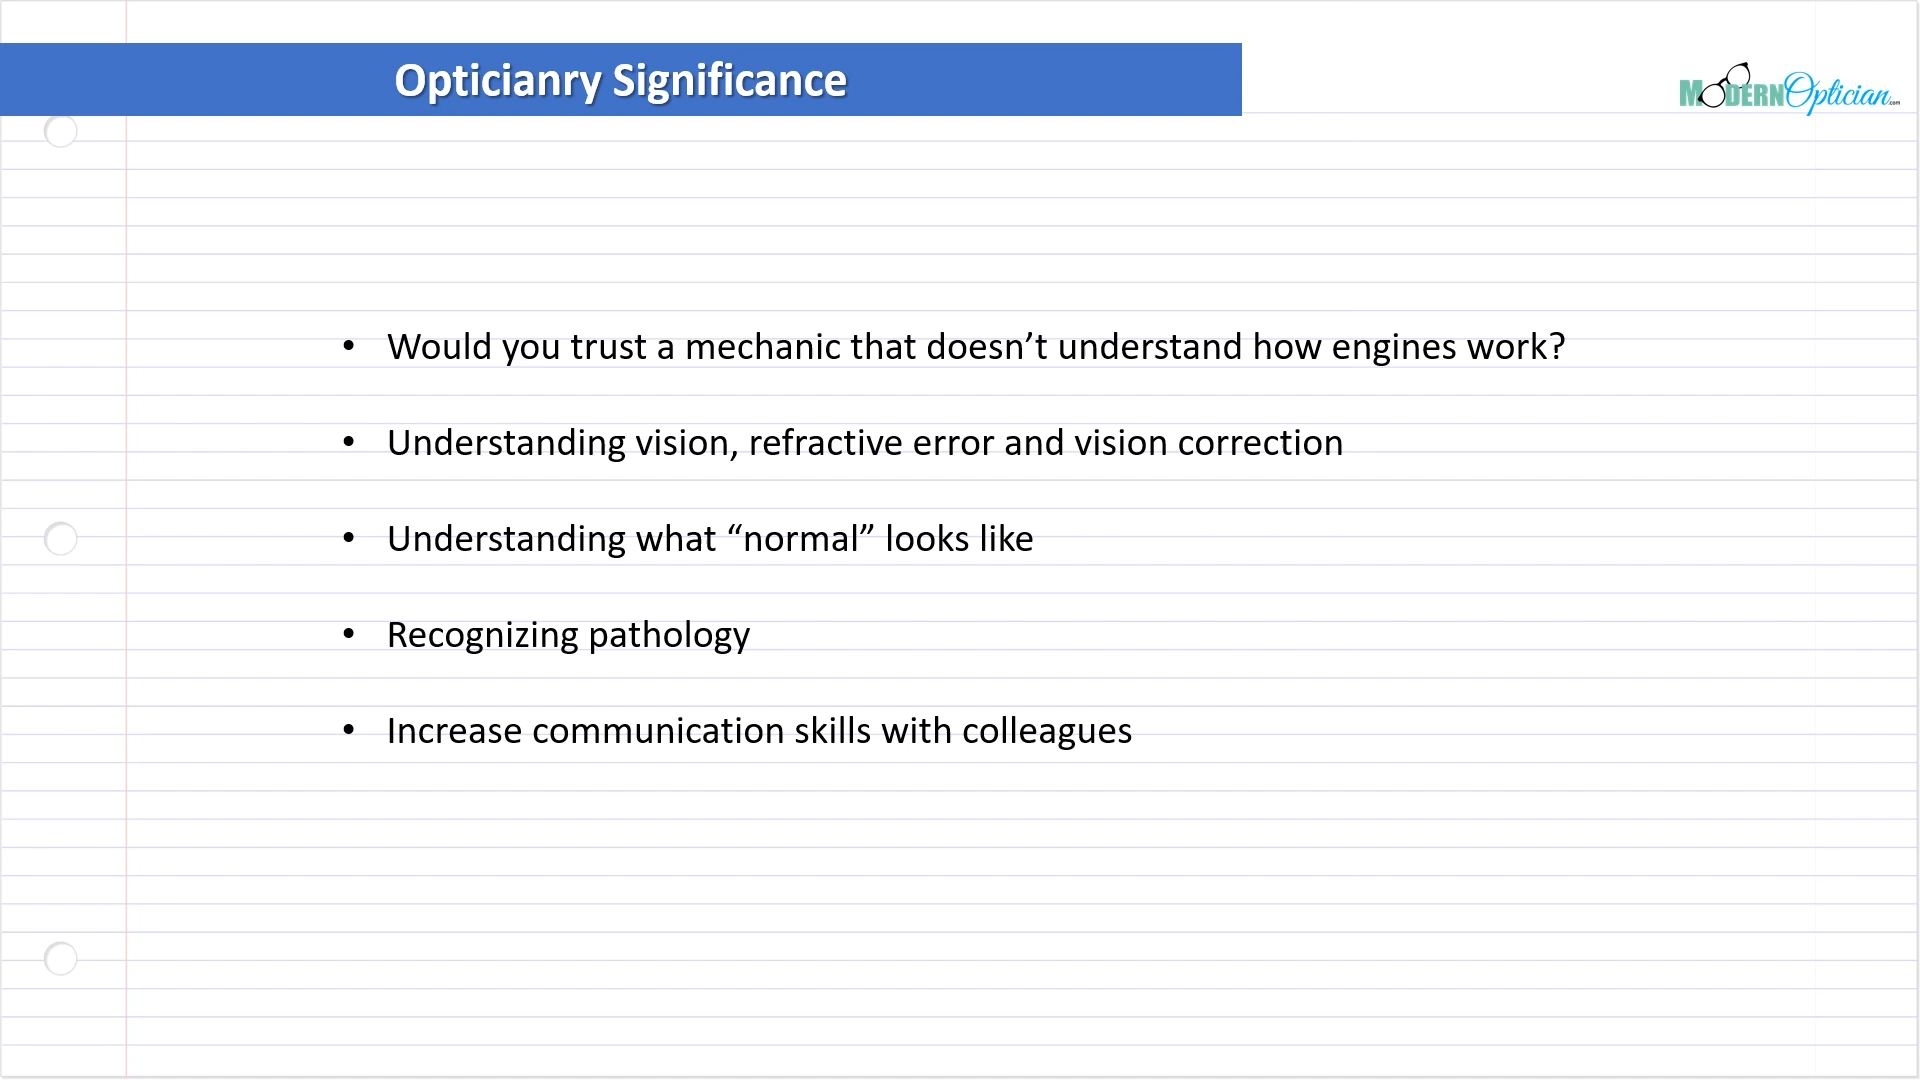 Opticianry Significance
MODERNOptician.com
• Would you trust a mechanic that doesn’t understand how engines work?
• Understanding vision, refractive error and vision correction
• Understanding what “normal” looks like
• Recognizing pathology
• Increase communication skills with colleagues